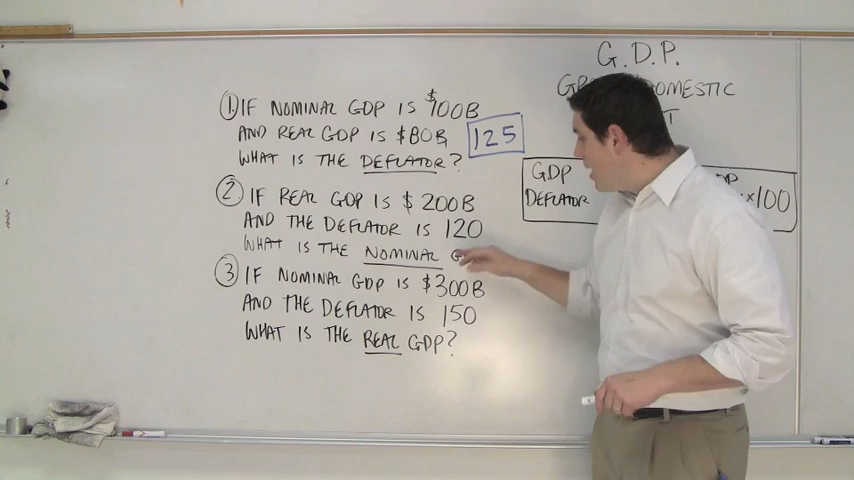 ① IF NOMINAL GDP IS $100B
AND REAL GDP IS $80B,
WHAT IS THE DEFLATOR?
125
② IF REAL GDP IS $200B
AND THE DEFLATOR IS 120
WHAT IS THE NOMINAL G
③ IF NOMINAL GDP IS $300B
AND THE DEFLATOR IS 150
WHAT IS THE REAL GDP?
G.D.P.
DOMESTIC
GDP
DEFLATOR
×100